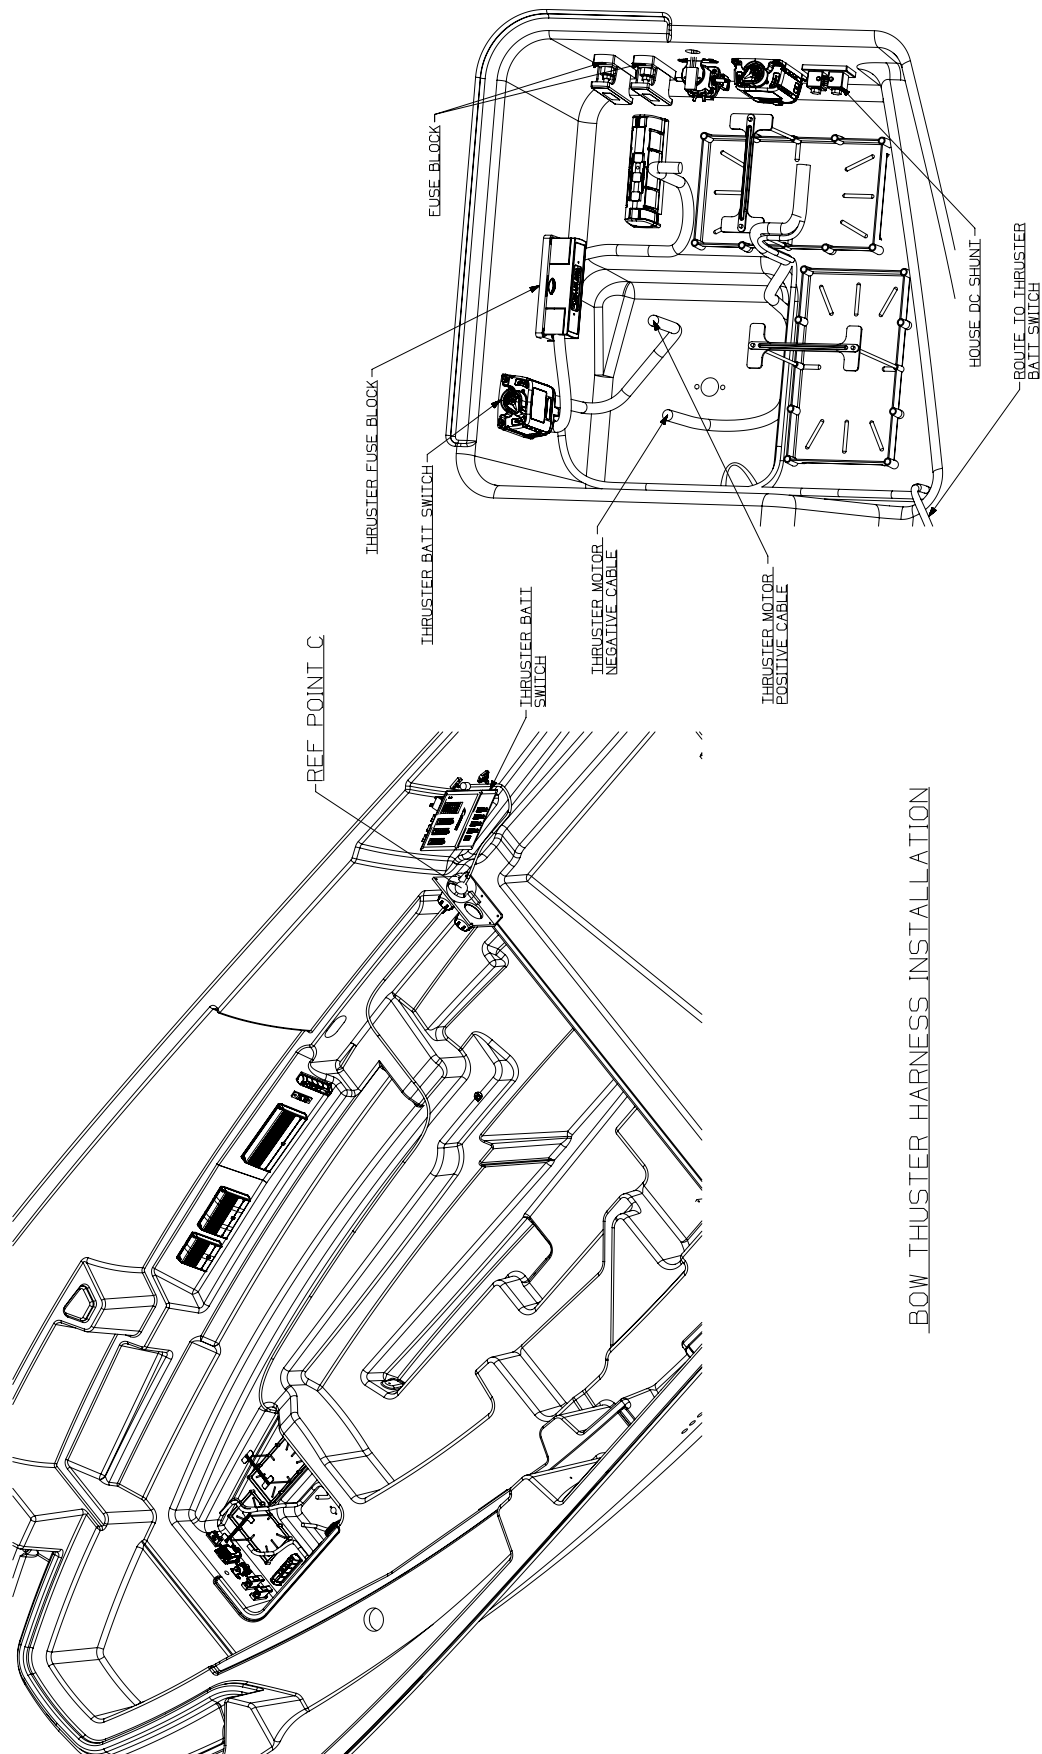 FUSE BLOCK
THRUSTER FUSE BLOCK
THRUSTER BATT SWITCH
THRUSTER MOTOR
NEGATIVE CABLE
THRUSTER MOTOR
POSITIVE CABLE
HOUSE DC SHUNT
ROUTE TO THRUSTER
BATT SWITCH
REF POINT C
THRUSTER BATT
SWITCH
BOW THUSTER HARNESS INSTALLATION